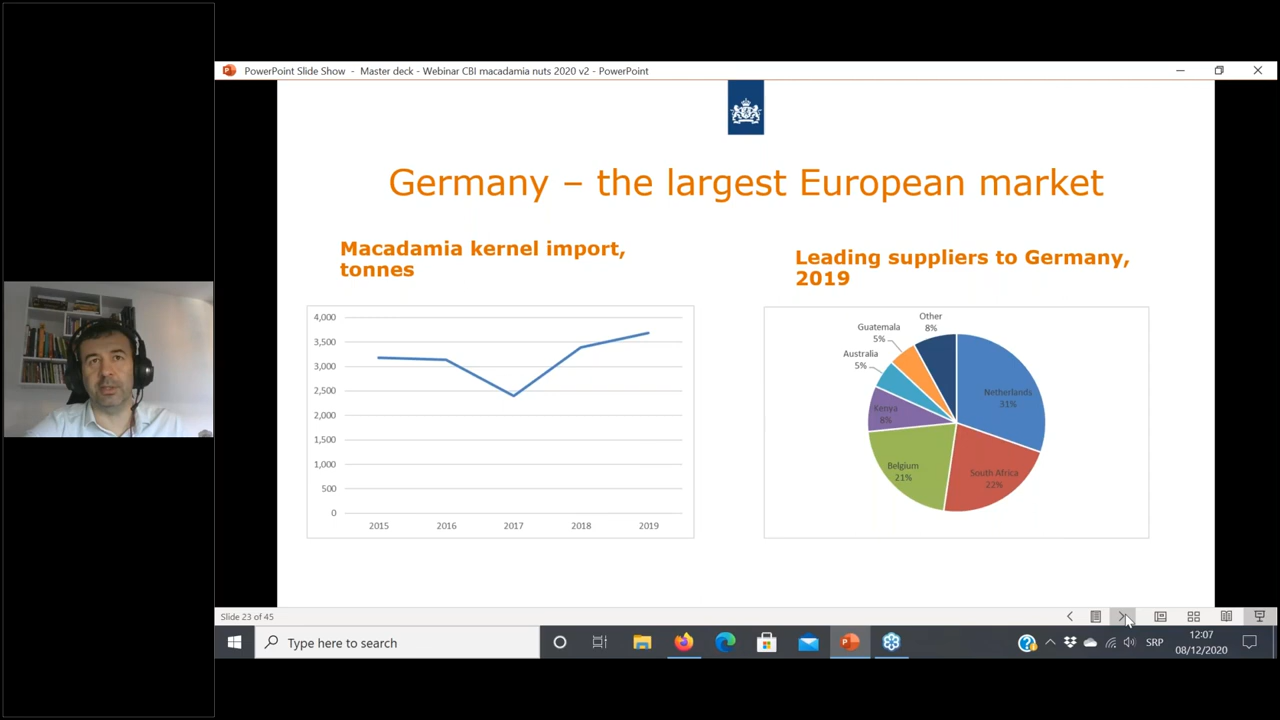 PowerPoint Slide Show - Master deck - Webinar CBI macadamia nuts 2020 v2 - PowerPoint
Germany – the largest European market
Macadamia kernel import,
tonnes
4,000
3,500
3,000
2,500
2,000
1,500
1,000
500
0
2015 2016 2017 2018 2019
Leading suppliers to Germany,
2019
Other
8%
Guatemala
5%
Australia
5%
Netherlands
31%
Kenya
8%
Belgium
21%
South Africa
22%
Slide 23 of 45
Type here to search
SRP
12:07
08/12/2020